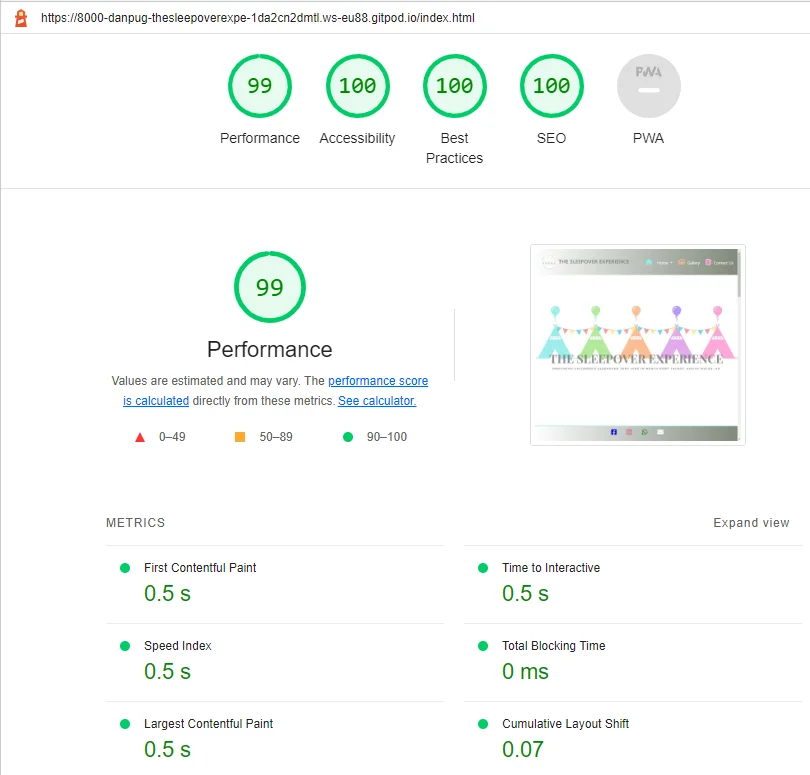 https://8000-danpug-thesleepoverexpe-1da2cn2dmtl.ws-eu88.gitpod.io/index.html
99 100 100 100 PWA
Performance Accessibility Best Practices SEO PWA
99
Performance
Values are estimated and may vary. The performance score
is calculated directly from these metrics. See calculator.
0–49 50–89 90–100
THE SLEEPOVER EXPERIENCE Home Gallery Contact Us
THE SLEEPOVER EXPERIENCE
METRICS Expand view
First Contentful Paint Time to Interactive
0.5 s 0.5 s
Speed Index Total Blocking Time
0.5 s 0 ms
Largest Contentful Paint Cumulative Layout Shift
0.5 s 0.07